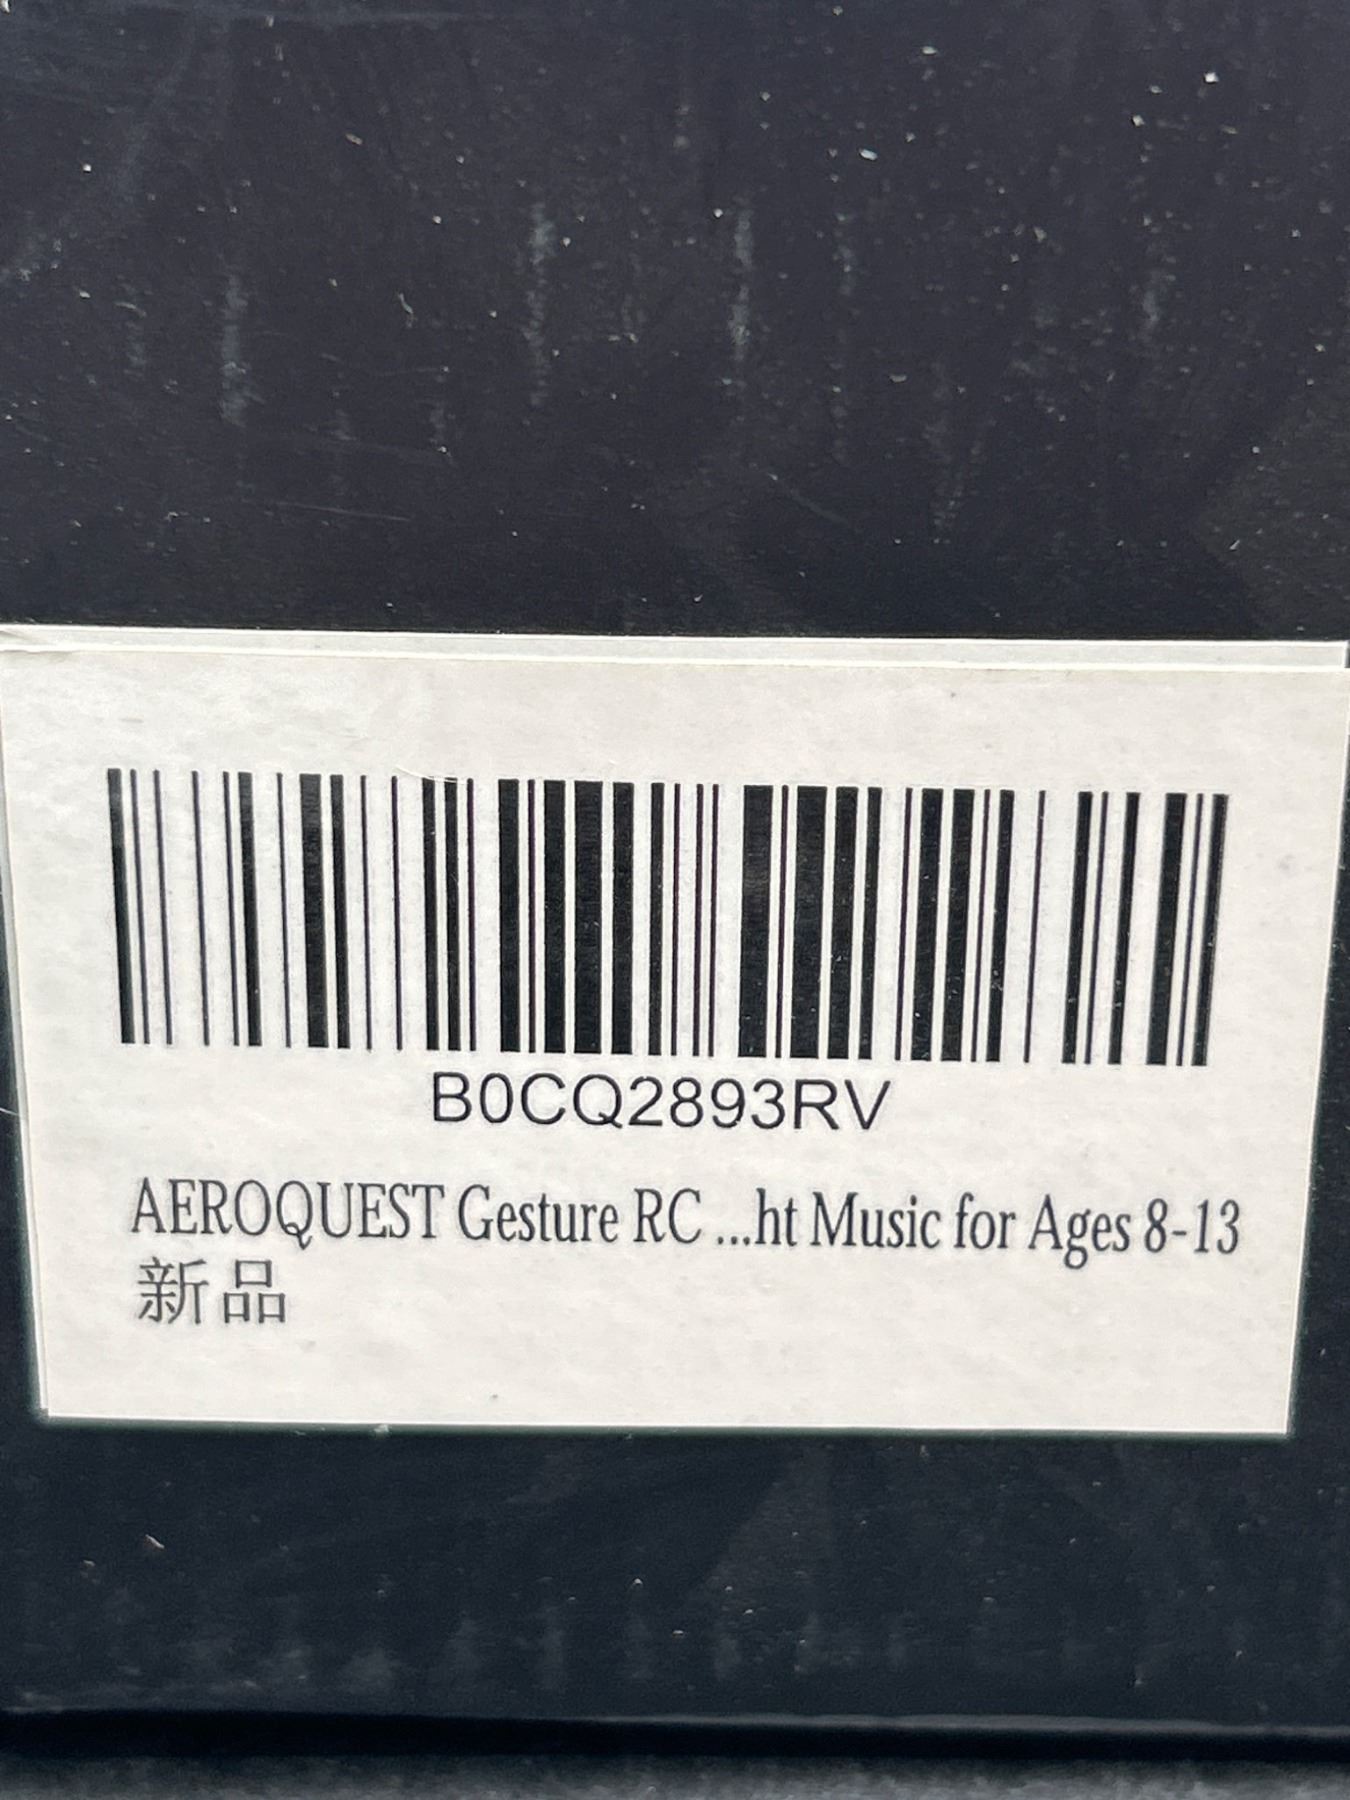 B0CQ2893RV
AEROQUEST Gesture RC ...ht Music for Ages 8-13
新品